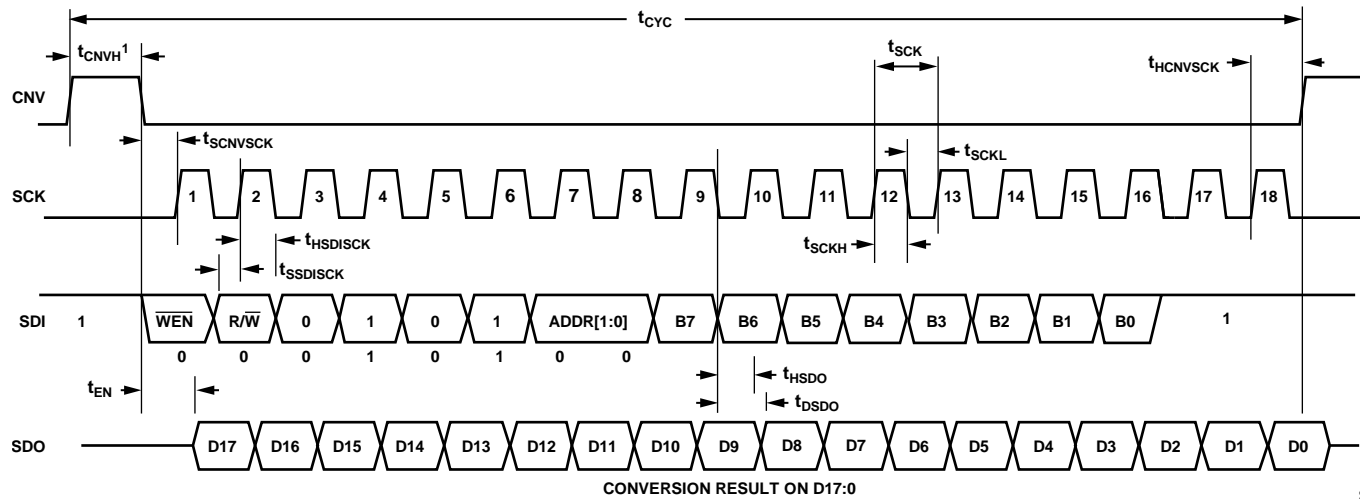 tCYC
tCNVH1
tSCK
tHCNVSCK
CNV
tSCNVSCK
tSCKL
SCK 1 2 3 4 5 6 7 8 9 10 11 12 13 14 15 16 17 18
tHSDISCK
tSCKH
tSSDISCK
SDI 1 WEN R/W 0 1 0 1 ADDR[1:0] B7 B6 B5 B4 B3 B2 B1 B0 1
0 0 0 1 0 1 0 0
tHSDO
tEN
tDSDO
SDO D17 D16 D15 D14 D13 D12 D11 D10 D9 D8 D7 D6 D5 D4 D3 D2 D1 D0
CONVERSION RESULT ON D17:0